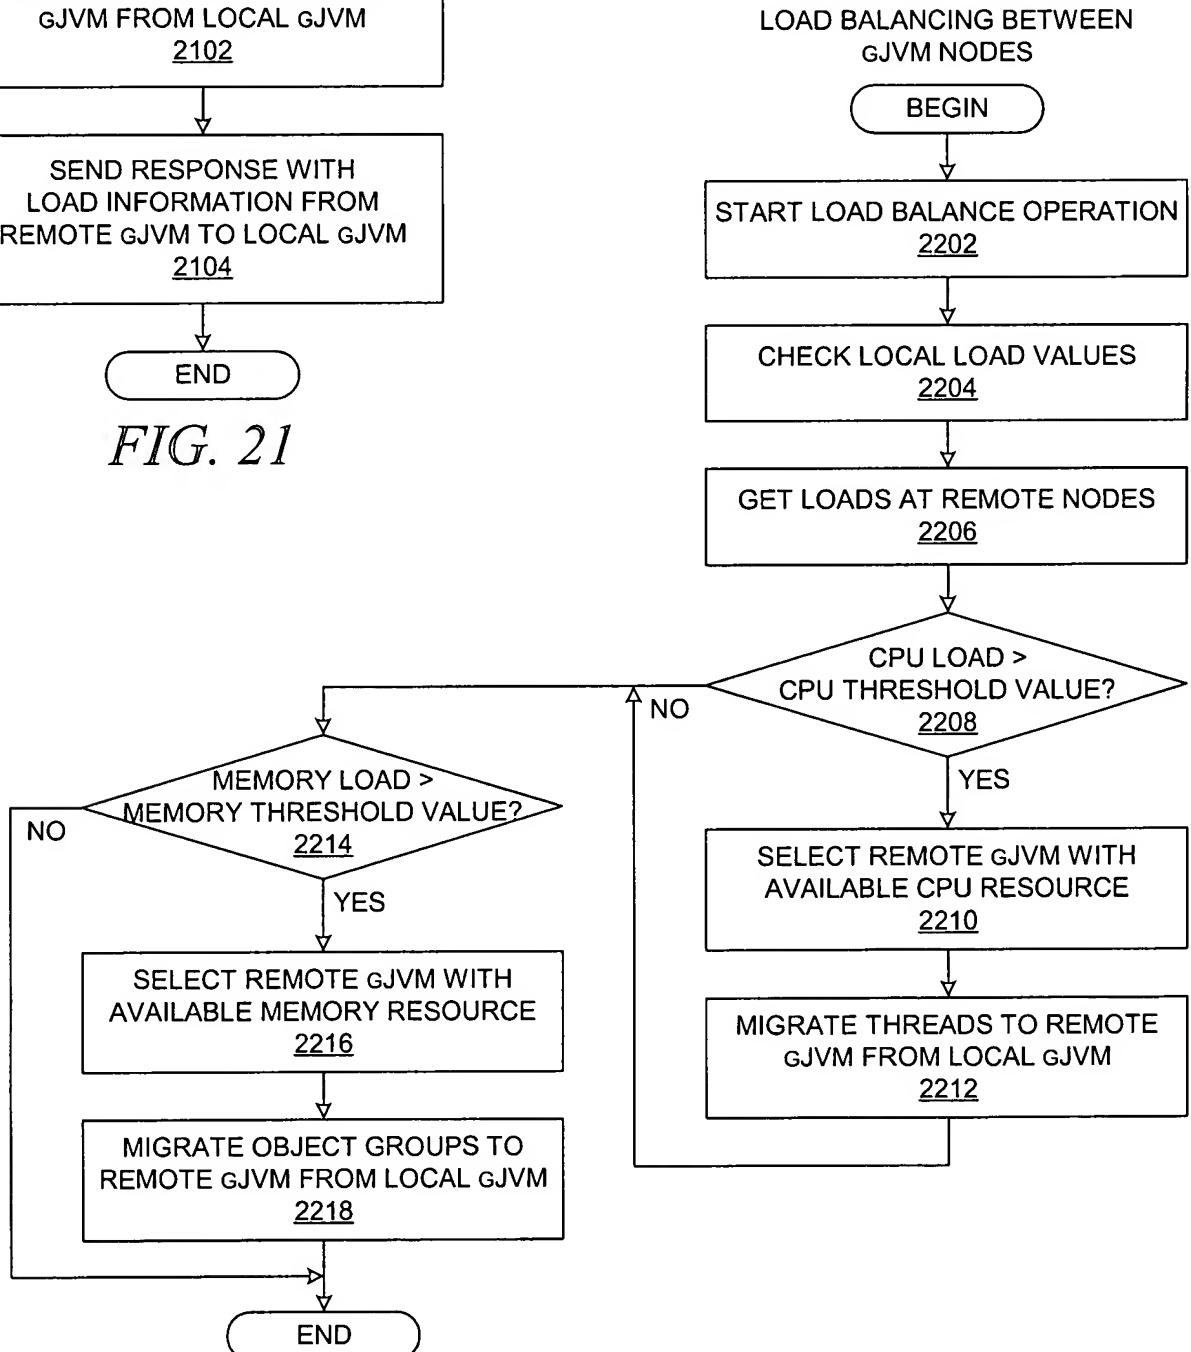 GJVM FROM LOCAL GJVM
2102
SEND RESPONSE WITH
LOAD INFORMATION FROM
REMOTE GJVM TO LOCAL GJVM
2104
END
FIG. 21
LOAD BALANCING BETWEEN
GJVM NODES
BEGIN
START LOAD BALANCE OPERATION
2202
CHECK LOCAL LOAD VALUES
2204
GET LOADS AT REMOTE NODES
2206
CPU LOAD >
CPU THRESHOLD VALUE?
2208
NO
YES
SELECT REMOTE GJVM WITH
AVAILABLE CPU RESOURCE
2210
MIGRATE THREADS TO REMOTE
GJVM FROM LOCAL GJVM
2212
MEMORY LOAD >
MEMORY THRESHOLD VALUE?
2214
NO
YES
SELECT REMOTE GJVM WITH
AVAILABLE MEMORY RESOURCE
2216
MIGRATE OBJECT GROUPS TO
REMOTE GJVM FROM LOCAL GJVM
2218
END